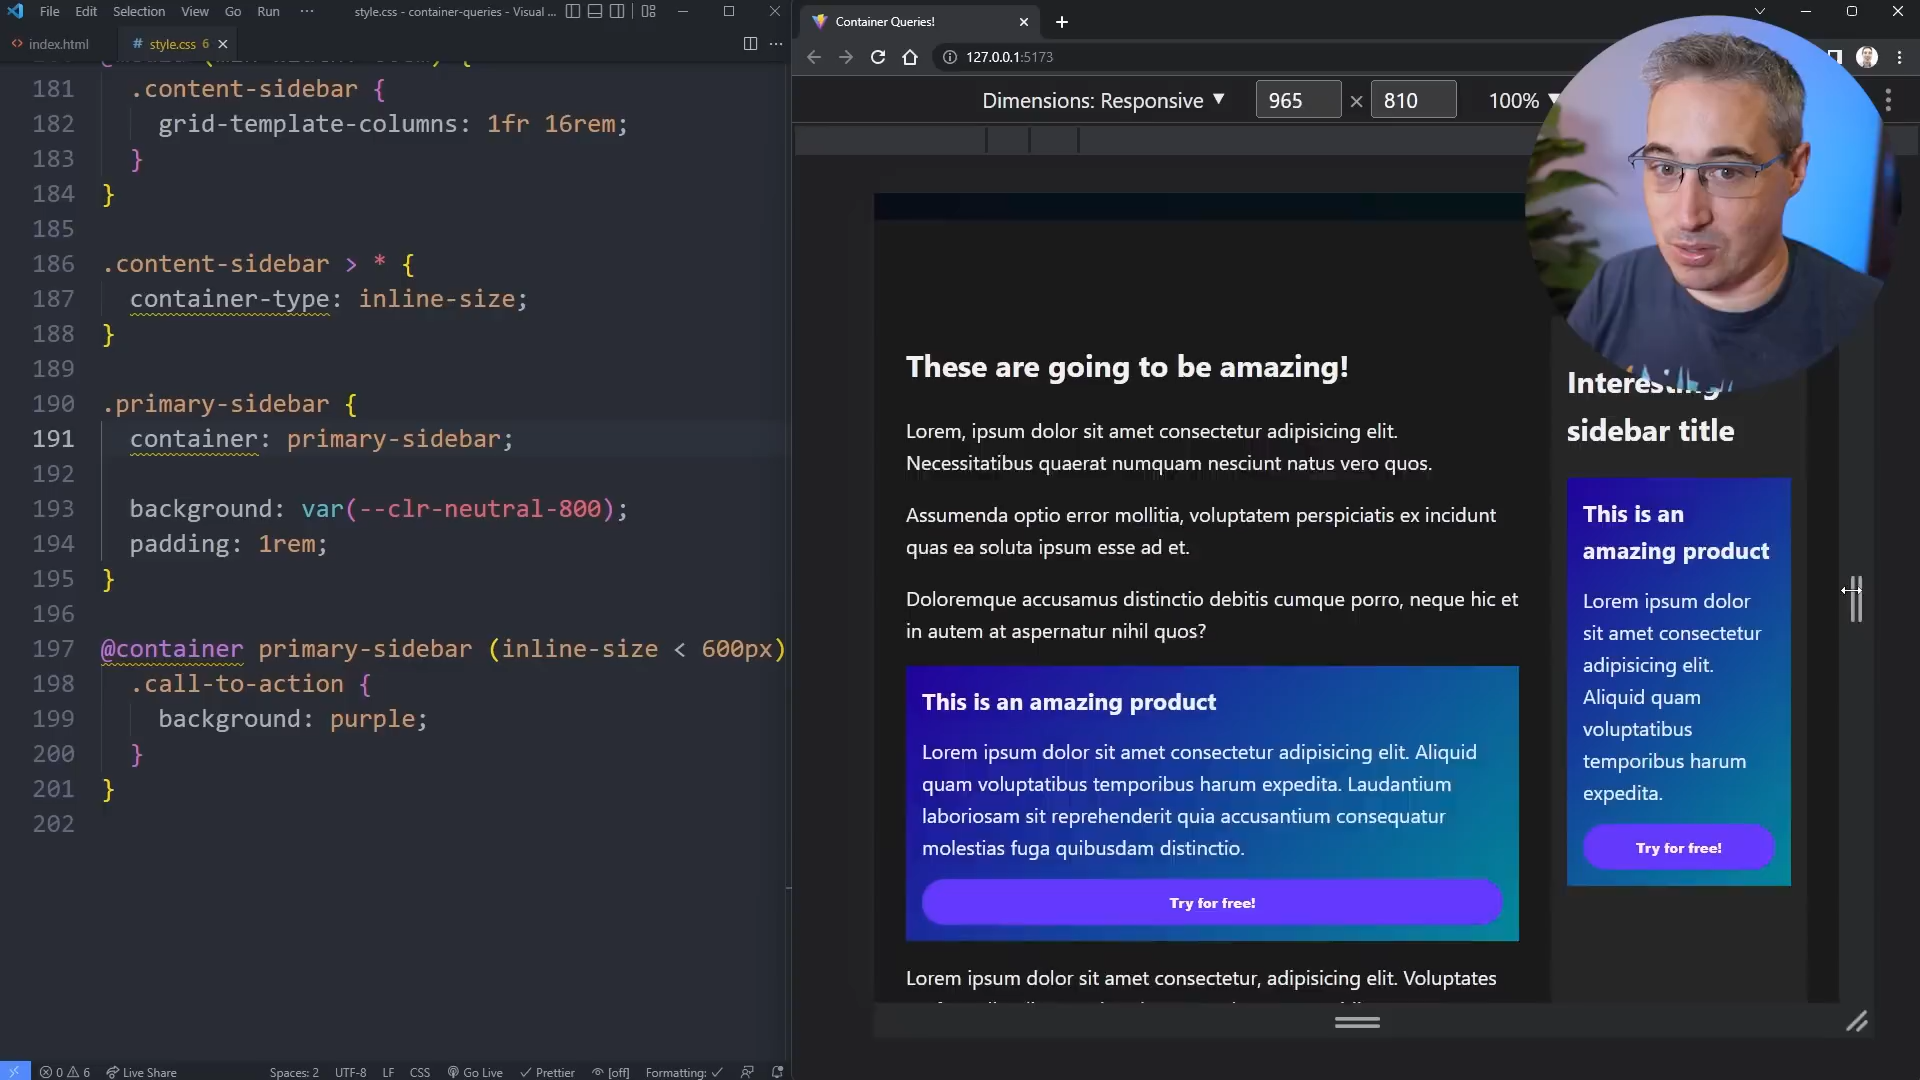 File Edit Selection View Go Run ··· style.css - container-queries - Visual ...
index.html
# style.css 6
181 .content-sidebar {
182 grid-template-columns: 1fr 16rem;
183 }
184 }
185
186 .content-sidebar > * {
187 container-type: inline-size;
188 }
189
190 .primary-sidebar {
191 container: primary-sidebar;
192
193 background: var(--clr-neutral-800);
194 padding: 1rem;
195 }
196
197 @container primary-sidebar (inline-size < 600px)
198 .call-to-action {
199 background: purple;
200 }
201 }
202
0 6 Live Share Spaces: 2 UTF-8 LF CSS Go Live Prettier [off] Formatting: ✓
Container Queries!
127.0.0.1:5173
Dimensions: Responsive ▼ 965 × 810 100% ▼
These are going to be amazing!
Lorem, ipsum dolor sit amet consectetur adipisicing elit.
Necessitatibus quaerat numquam nesciunt natus vero quos.
Assumenda optio error mollitia, voluptatem perspiciatis ex incidunt
quas ea soluta ipsum esse ad et.
Doloremque accusamus distinctio debitis cumque porro, neque hic et
in autem at aspernatur nihil quos?
This is an amazing product
Lorem ipsum dolor sit amet consectetur adipisicing elit. Aliquid
quam voluptatibus temporibus harum expedita. Laudantium
laboriosam sit reprehenderit quia accusantium consequatur
molestias fuga quibusdam distinctio.
Try for free!
Lorem ipsum dolor sit amet consectetur, adipisicing elit. Voluptates
Interesting
sidebar title
This is an
amazing product
Lorem ipsum dolor
sit amet consectetur
adipisicing elit.
Aliquid quam
voluptatibus
temporibus harum
expedita.
Try for free!